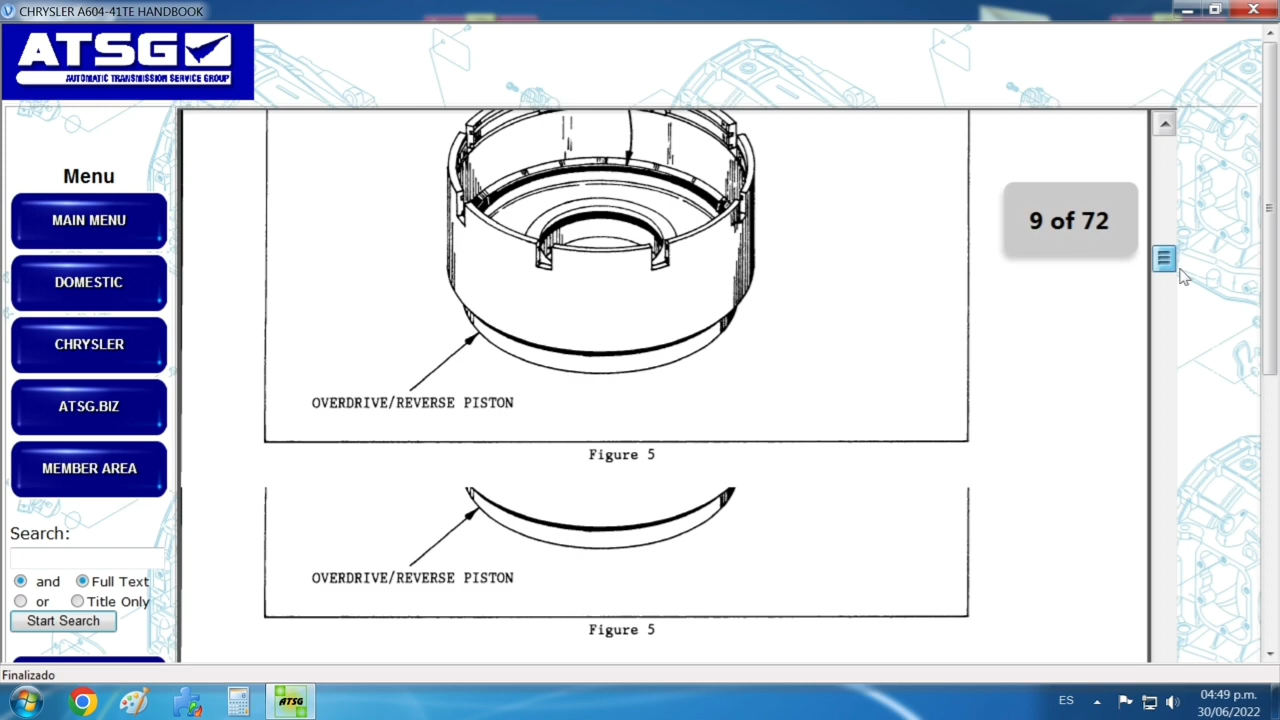 CHRYSLER A604-41TE HANDBOOK
ATSG
AUTOMATIC TRANSMISSION SERVICE GROUP
Menu
MAIN MENU
DOMESTIC
CHRYSLER
ATSG.BIZ
MEMBER AREA
Search:
and
Full Text
or
Title Only
Start Search
9 of 72
OVERDRIVE/REVERSE PISTON
Figure 5
OVERDRIVE/REVERSE PISTON
Figure 5
Finalizado
ATSG
ES
04:49 p.m.
30/06/2022